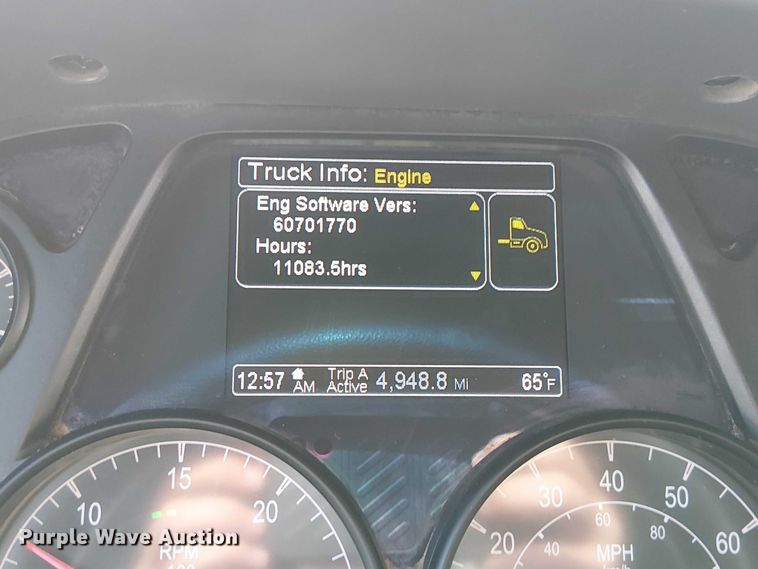 Truck Info: Engine
Eng Software Vers:
60701770
Hours:
11083.5hrs
12:57 AM Trip A Active 4,948.8 Mi 65°F
10 15 20
RPM
20 30 40 50 60
60 80
MPH
Purple Wave Auction